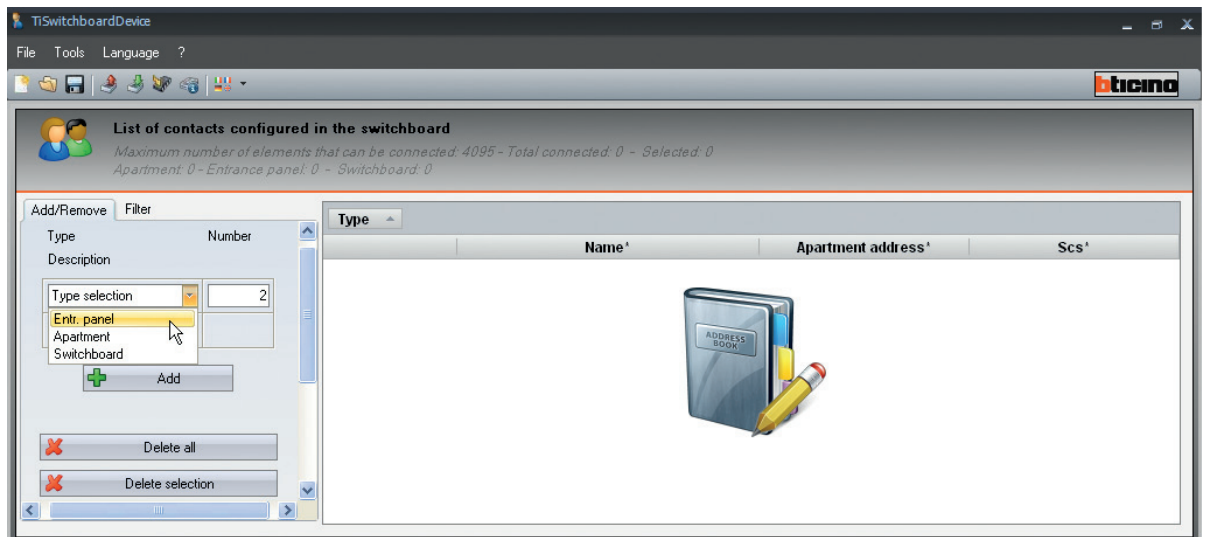 TiSwitchboardDevice
File Tools Language ?
bticino
List of contacts configured in the switchboard
Maximum number of elements that can be connected: 4095 - Total connected: 0 - Selected: 0
Apartment: 0 - Entrance panel: 0 - Switchboard: 0
Add/Remove Filter
Type Number
Description
Type selection 2
Entr. panel
Apartment
Switchboard
Add
Delete all
Delete selection
Type
Name* Apartment address* Scs*
ADDRESS
BOOK